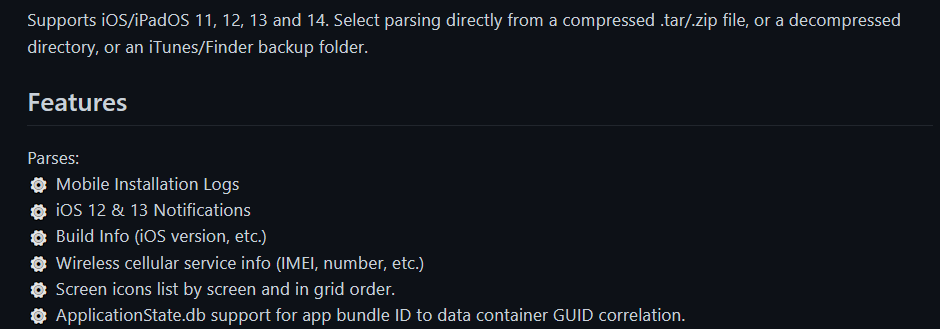 Supports iOS/iPadOS 11, 12, 13 and 14. Select parsing directly from a compressed .tar/.zip file, or a decompressed
directory, or an iTunes/Finder backup folder.
Features
Parses:
Mobile Installation Logs
iOS 12 & 13 Notifications
Build Info (iOS version, etc.)
Wireless cellular service info (IMEI, number, etc.)
Screen icons list by screen and in grid order.
ApplicationState.db support for app bundle ID to data container GUID correlation.